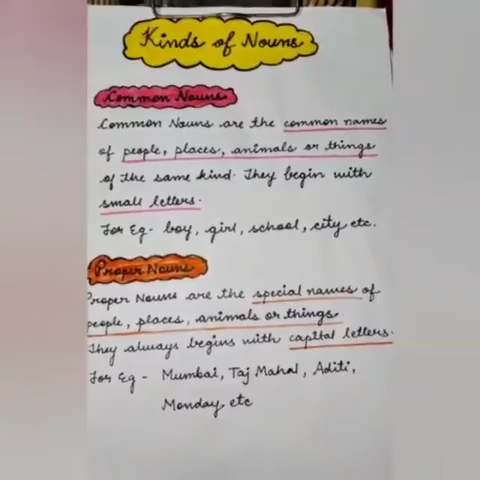 Kinds of Nouns
Common Nouns
Common Nouns are the common names
of people, places, animals or things
of the same kind. They begin with
small letters.
For Eg- boy, girl, school, city etc.
Proper Nouns
Proper Nouns are the special names of
people, places, animals or things
They always begins with capital letters.
For Eg - Mumbai, Taj Mahal, Aditi,
Monday etc